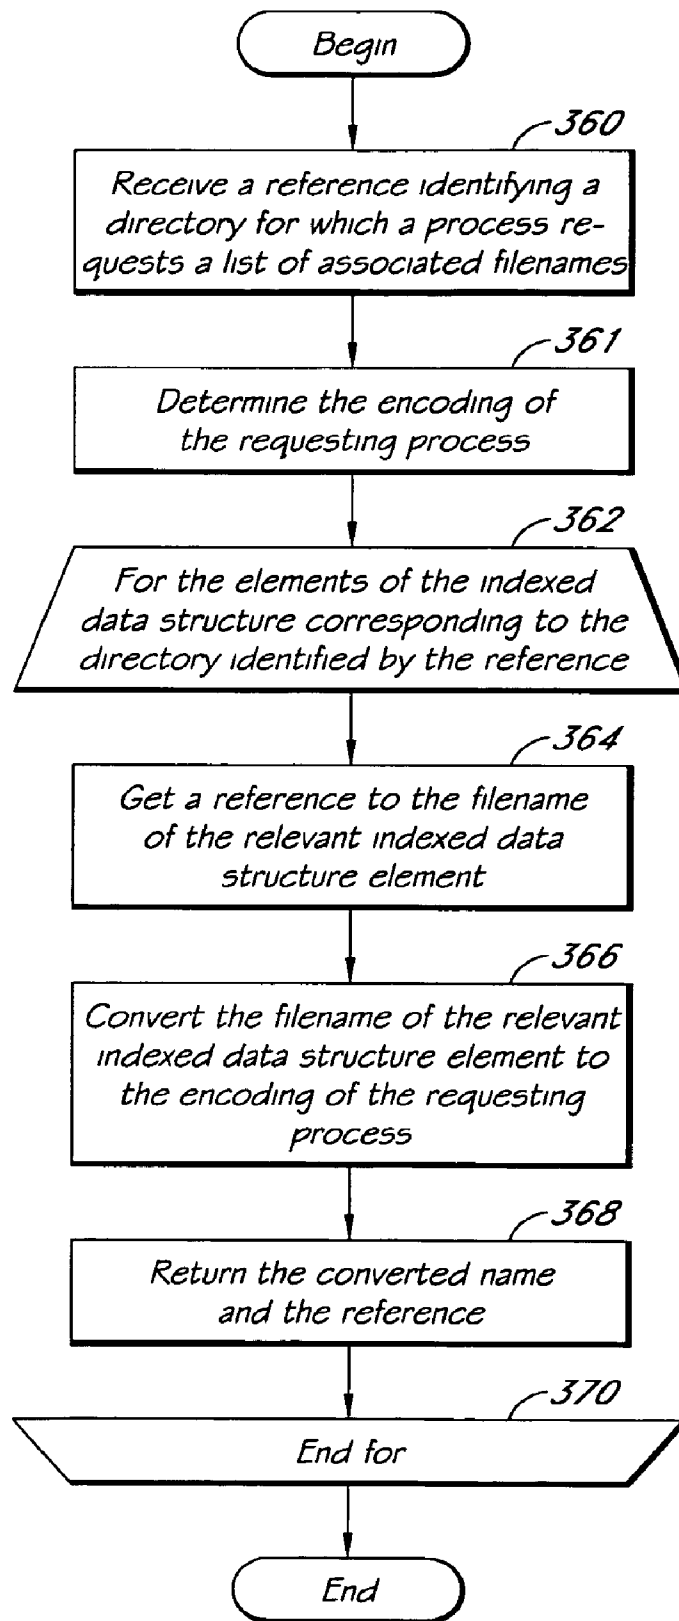 Begin
360
Receive a reference identifying a
directory for which a process re-
quests a list of associated filenames
361
Determine the encoding of
the requesting process
362
For the elements of the indexed
data structure corresponding to the
directory identified by the reference
364
Get a reference to the filename
of the relevant indexed data
structure element
366
Convert the filename of the relevant
indexed data structure element to
the encoding of the requesting
process
368
Return the converted name
and the reference
370
End for
End